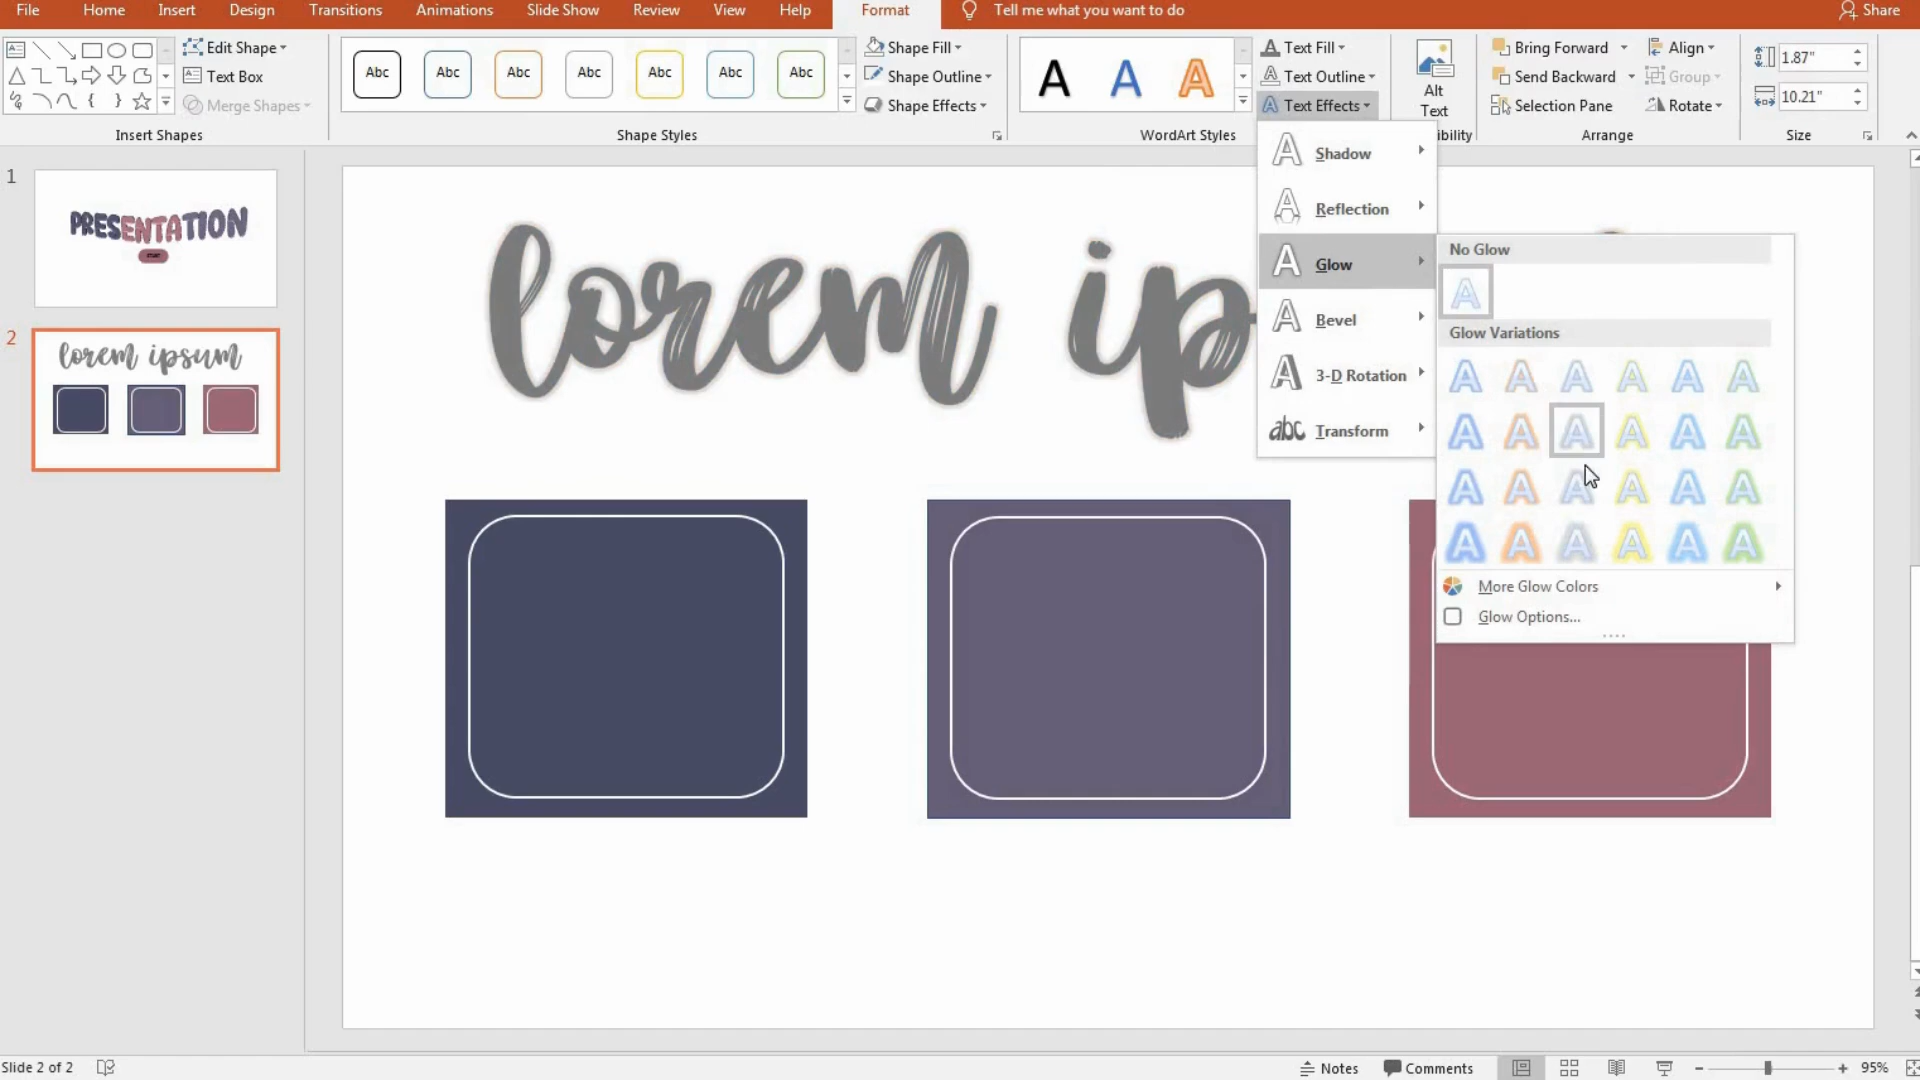 File Home Insert Design Transitions Animations Slide Show Review View Help Format Tell me what you want to do Share
Edit Shape Abc Abc Abc Abc Abc Abc Abc Shape Fill A A A Text Fill Bring Forward Align 1.87"
Text Box Shape Outline Text Outline Alt Text Send Backward Group 10.21"
Merge Shapes Shape Effects Text Effects Selection Pane Rotate
Insert Shapes Shape Styles WordArt Styles ibility Arrange Size
Shadow
Reflection
Glow
Bevel
3-D Rotation
abc Transform
No Glow
Glow Variations
More Glow Colors
Glow Options...
1
PRESENTATION
START
2
lorem ipsum
lorem ip
Slide 2 of 2 Notes Comments 95%